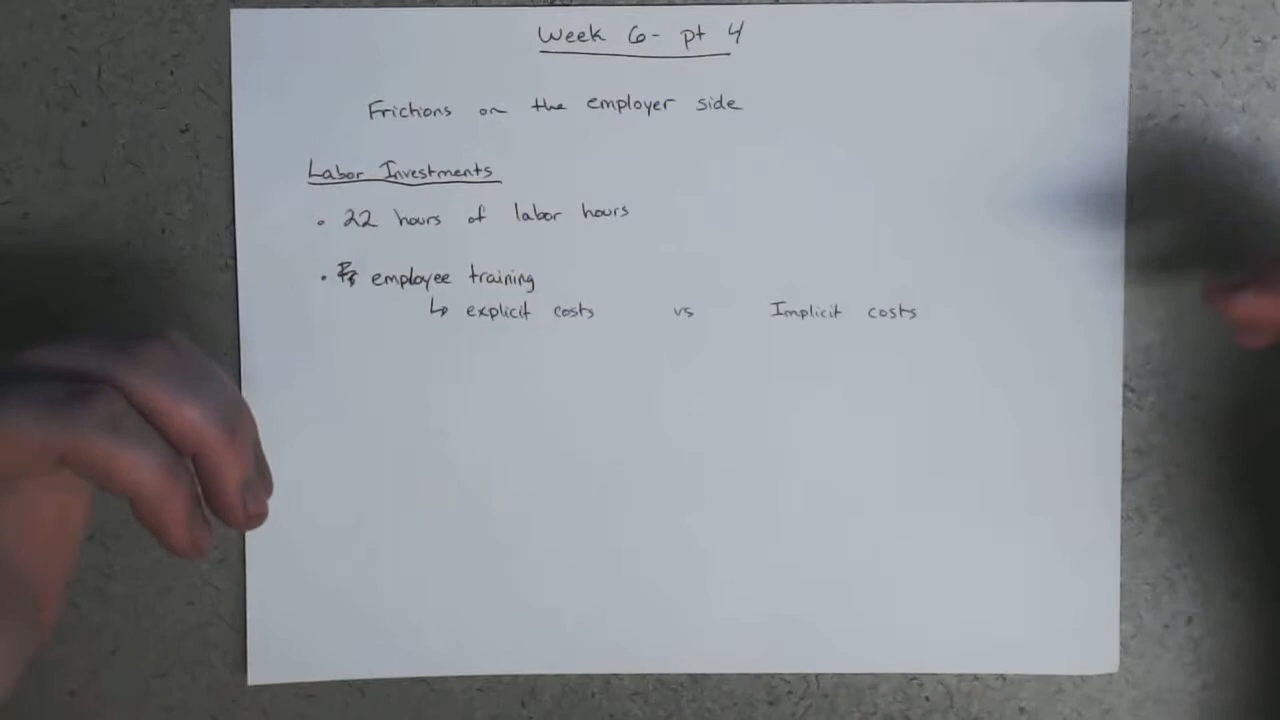 Week 6- pt 4
Frictions on the employer side
Labor Investments
• 22 hours of labor hours
• employee training
↳ explicit costs vs Implicit costs